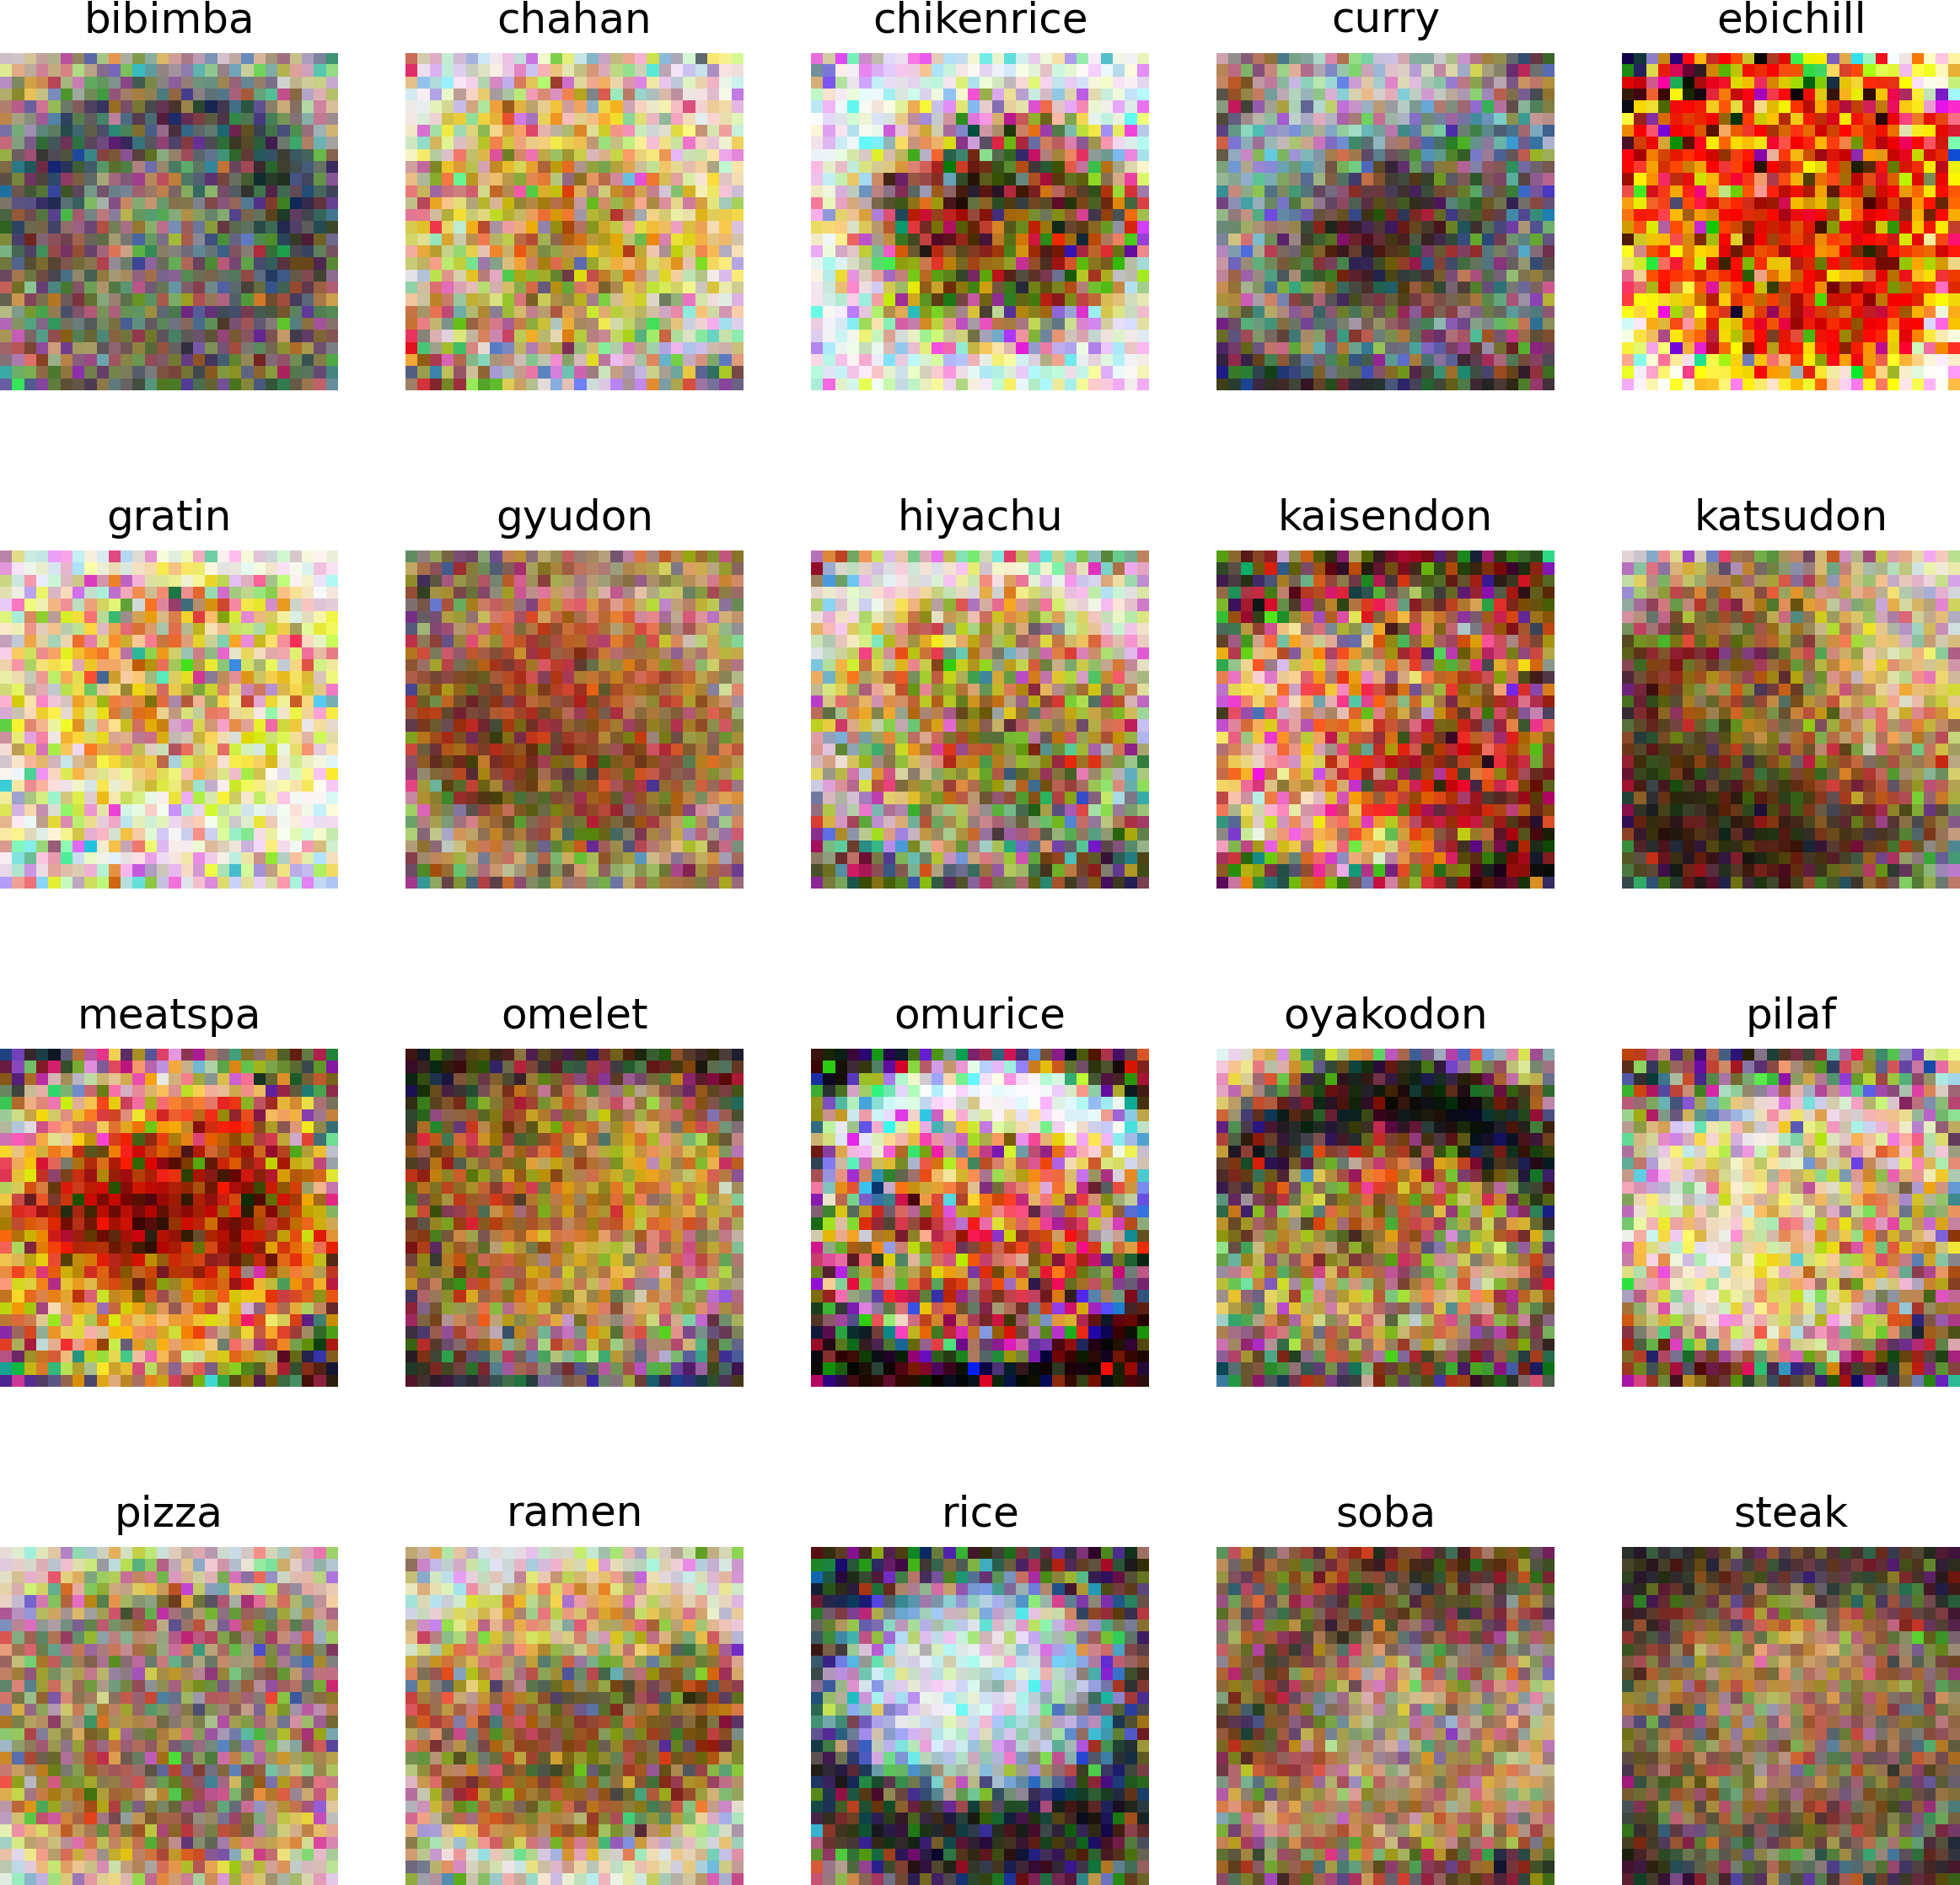 bibimba chahan chikenrice curry ebichill
gratin gyudon hiyachu kaisendon katsudon
meatspa omelet omurice oyakodon pilaf
pizza ramen rice soba steak